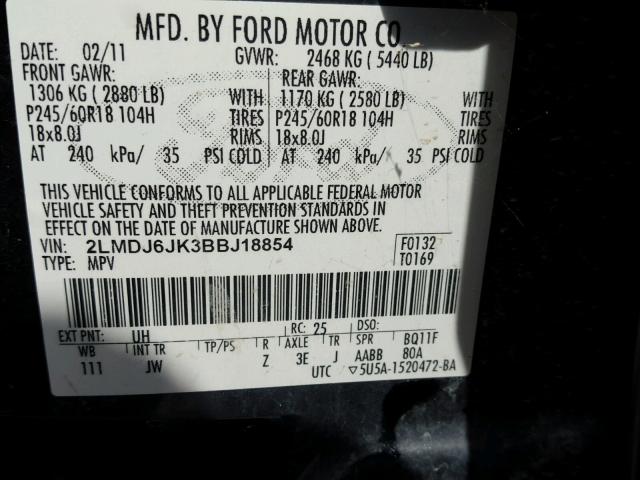 MFD. BY FORD MOTOR CO.
DATE: 02/11 GVWR: 2468 KG (5440 LB)
FRONT GAWR: REAR GAWR:
1306 KG (2880 LB) WITH 1170 KG (2580 LB) WITH
P245/60R18 104H TIRES P245/60R18 104H TIRES
18x8.0J RIMS 18x8.0J RIMS
AT 240 kPa/ 35 PSI COLD AT 240 kPa/ 35 PSI COLD
THIS VEHICLE CONFORMS TO ALL APPLICABLE FEDERAL MOTOR
VEHICLE SAFETY AND THEFT PREVENTION STANDARDS IN
EFFECT ON THE DATE OF MANUFACTURE SHOWN ABOVE.
VIN: 2LMDJ6JK3BBJ18854 F0132
TYPE: MPV T0169
EXT PNT: UH RC: 25 DSO:
WB INT TR TP/PS R AXLE TR SPR BQ11F
111 JW Z 3E J AABB 80A
UTC ▽5U5A-1520472-BA